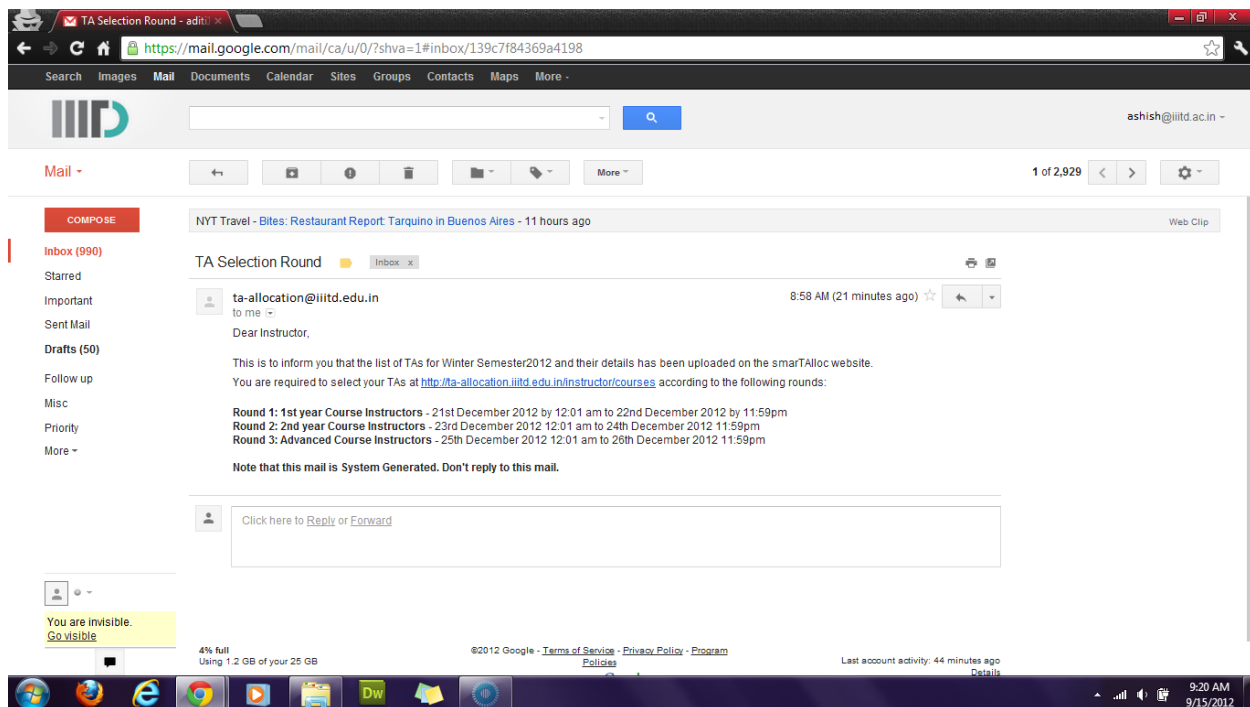 TA Selection Round - aditi
https://mail.google.com/mail/ca/u/0/?shva=1#inbox/139c7f84369a4198
Search Images Mail Documents Calendar Sites Groups Contacts Maps More
IIID
ashish@iiitd.ac.in
Mail
More
1 of 2,929
COMPOSE
NYT Travel - Bites: Restaurant Report: Tarquino in Buenos Aires - 11 hours ago
Web Clip
Inbox (990)
Starred
Important
Sent Mail
Drafts (50)
Follow up
Misc
Priority
More
TA Selection Round
Inbox x
ta-allocation@iiitd.edu.in
8:58 AM (21 minutes ago)
to me
Dear Instructor,
This is to inform you that the list of TAs for Winter Semester2012 and their details has been uploaded on the smarTAlloc website.
You are required to select your TAs at http://ta-allocation.iiitd.edu.in/instructor/courses according to the following rounds:
Round 1: 1st year Course Instructors - 21st December 2012 by 12:01 am to 22nd December 2012 by 11:59pm
Round 2: 2nd year Course Instructors - 23rd December 2012 12:01 am to 24th December 2012 11:59pm
Round 3: Advanced Course Instructors - 25th December 2012 12:01 am to 26th December 2012 11:59pm
Note that this mail is System Generated. Don't reply to this mail.
Click here to Reply or Forward
You are invisible.
Go visible
4% full
Using 1.2 GB of your 25 GB
©2012 Google - Terms of Service - Privacy Policy - Program
Policies
Last account activity: 44 minutes ago
Details
Dw
9:20 AM
9/15/2012